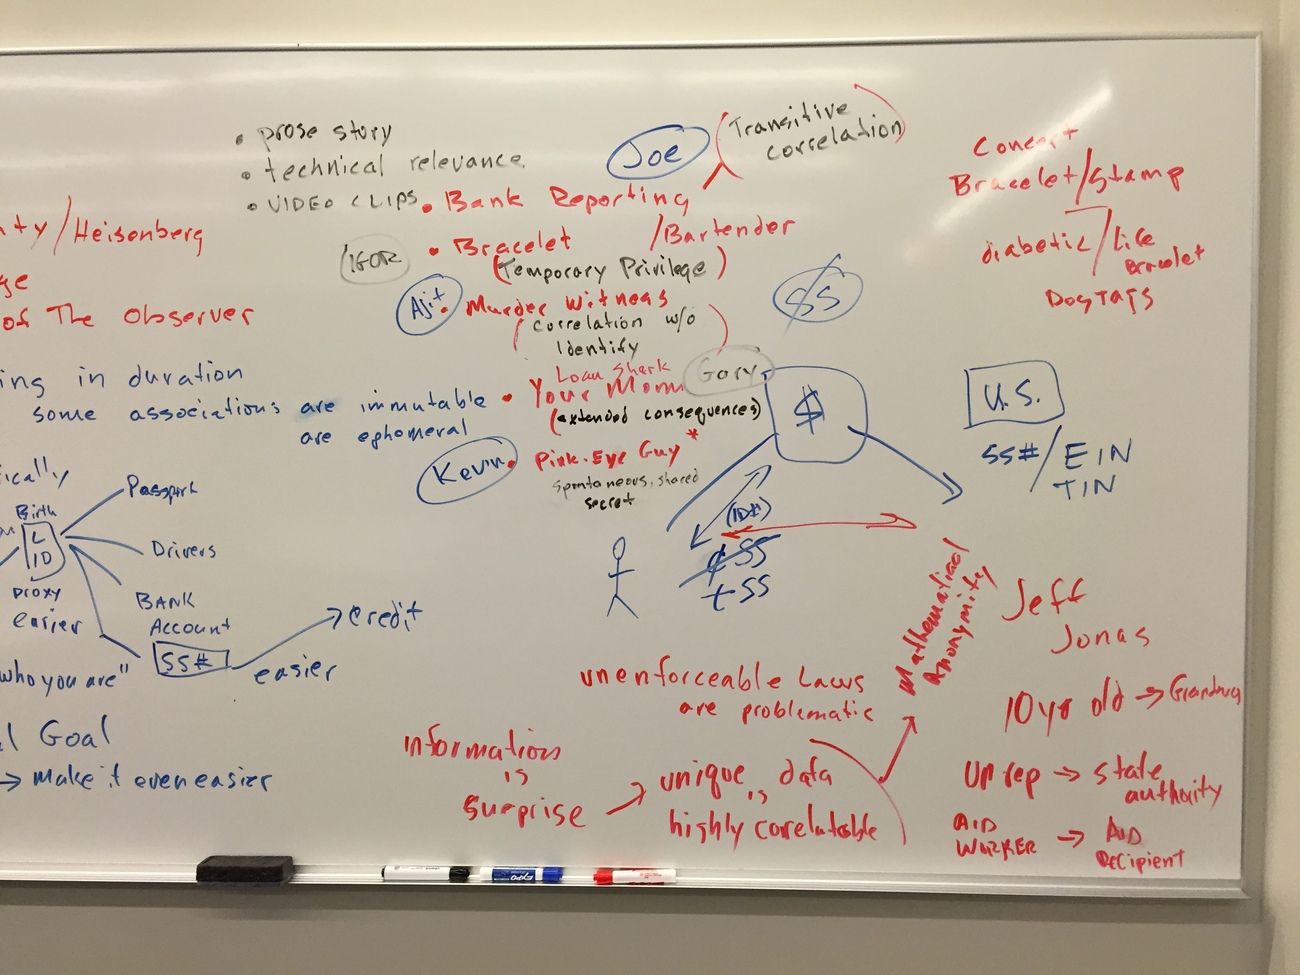 • prose story
• technical relevance
• VIDEO CLIPS
Joe
(Transitive
correlation)
• Bank Reporting
IGOR
• Bracelet /Bartender
(Temporary Privilege)
Ajit
• Murder Witness
(correlation w/o
Identify)
Loan Shark
• Your Mom
Gary
(extended consequences)
Kevin
• Pink-Eye Guy *
spontaneous, shared
secret
SS
Concept
Bracelet/Stamp
diabetic/Life
Bracelet
Dog TAGS
/Heisenberg
of The Observer
ing in duration
some associations are immutable
are ephemeral
ically
Birth
L
ID
proxy
easier
Passport
Drivers
BANK
Account
SS#
easier
credit
who you are"
Goal
→ make it even easier
$
(ID#)
¢SS
+SS
U.S.
SS#/EIN
TIN
Mathematical
Anonymity
Jeff
Jonas
unenforceable Laws
are problematic
information
is
surprise
→ unique data
is
highly corelatable
10 yr old →
UN rep → state
authority
AID
WORKER → AID
Recipient
EXPO